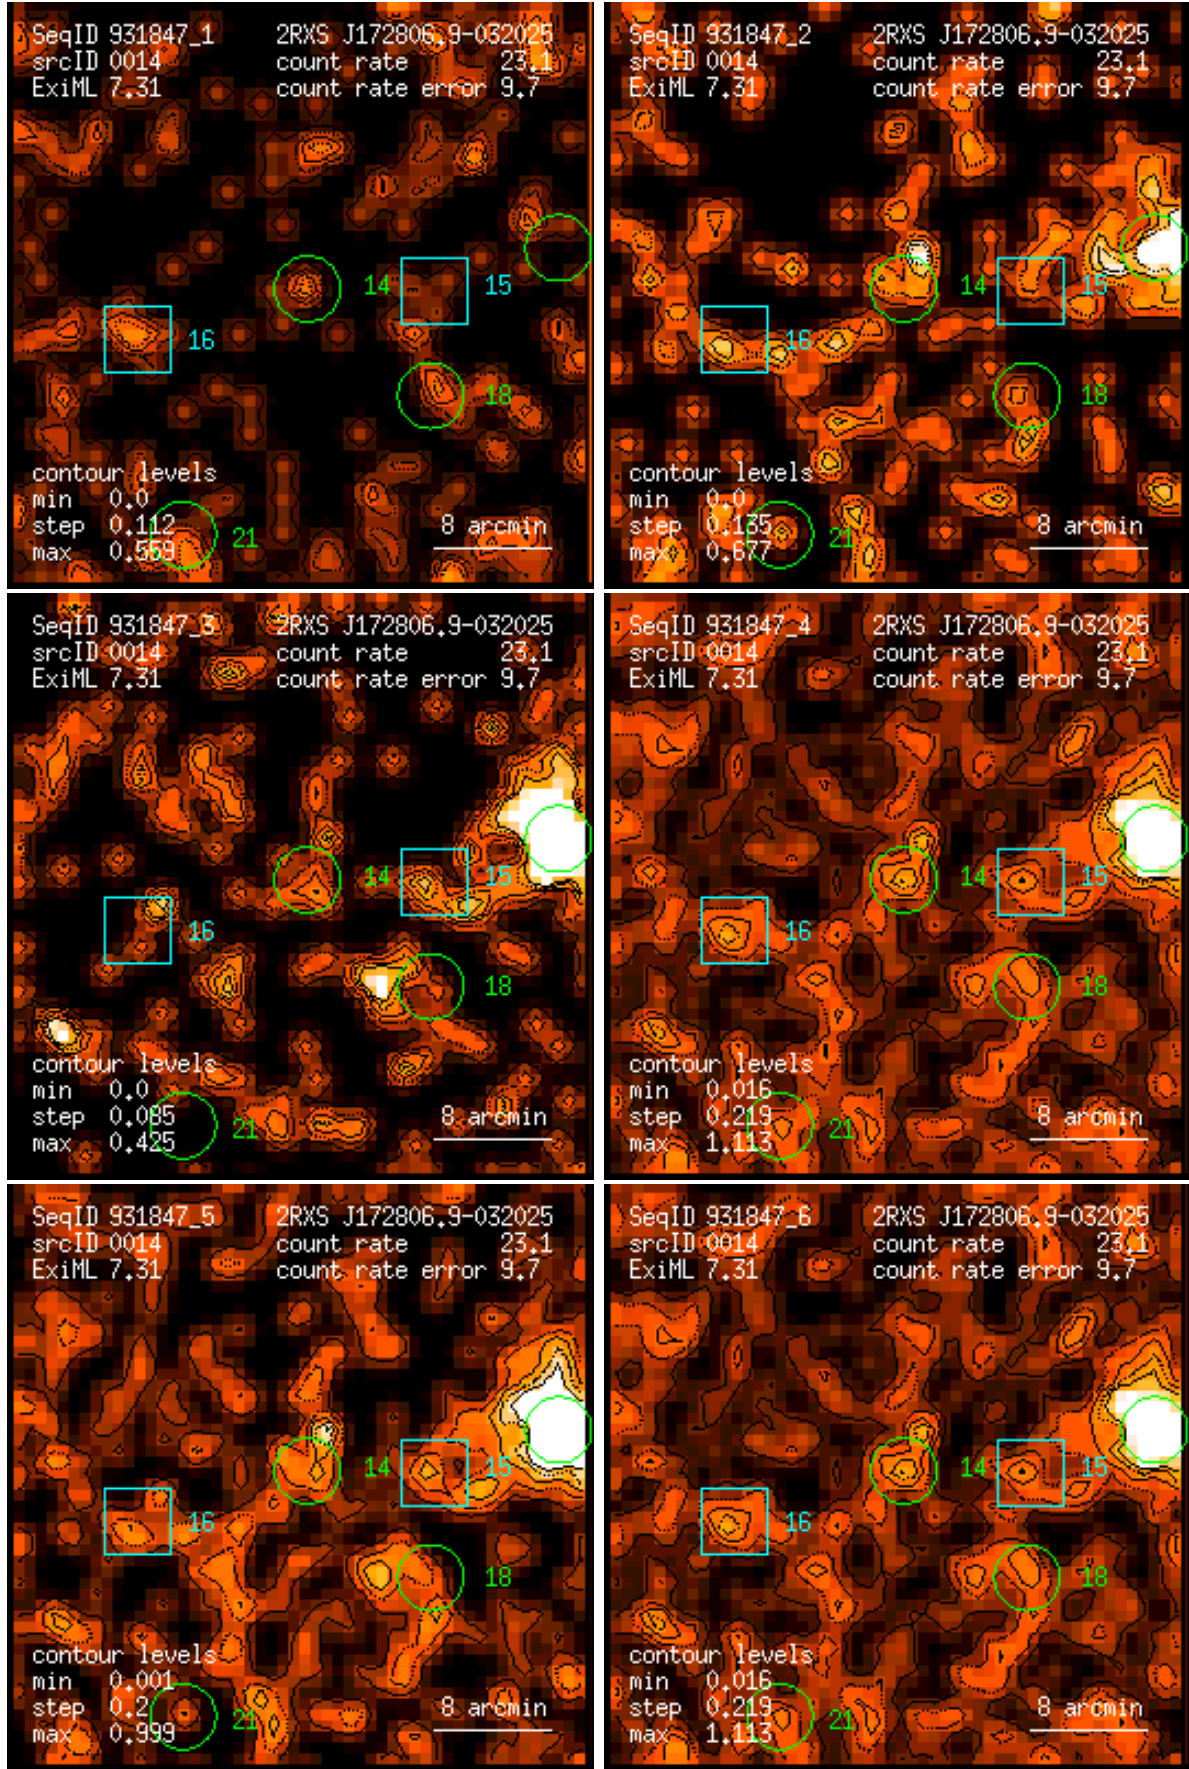 SeqID 931847_1 2RXS J172806.9-032025
srcID 0014 count rate 23.1
ExiML 7.31 count rate error 9.7
14 15
16
18
contour levels
min 0.0
step 0.112 21 8 arcmin
max 0.559
SeqID 931847_2 2RXS J172806.9-032025
srcID 0014 count rate 23.1
ExiML 7.31 count rate error 9.7
14 15
16
18
contour levels
min 0.0
step 0.135 21 8 arcmin
max 0.677
SeqID 931847_3 2RXS J172806.9-032025
srcID 0014 count rate 23.1
ExiML 7.31 count rate error 9.7
14 15
16
18
contour levels
min 0.0
step 0.085 21 8 arcmin
max 0.425
SeqID 931847_4 2RXS J172806.9-032025
srcID 0014 count rate 23.1
ExiML 7.31 count rate error 9.7
14 15
16
18
contour levels
min 0.016
step 0.219 21 8 arcmin
max 1.113
SeqID 931847_5 2RXS J172806.9-032025
srcID 0014 count rate 23.1
ExiML 7.31 count rate error 9.7
14 15
16
18
contour levels
min 0.001
step 0.2 21 8 arcmin
max 0.999
SeqID 931847_6 2RXS J172806.9-032025
srcID 0014 count rate 23.1
ExiML 7.31 count rate error 9.7
14 15
16
18
contour levels
min 0.016
step 0.219 21 8 arcmin
max 1.113